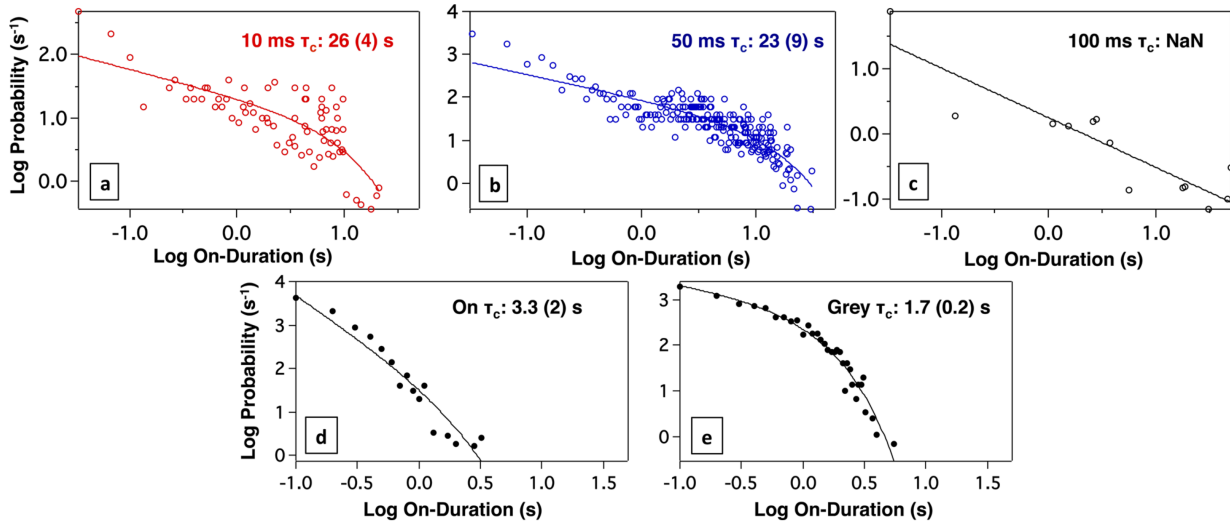 10 ms τc: 26 (4) s
50 ms τc: 23 (9) s
100 ms τc: NaN
Log Probability (s-1)
2.0
1.0
0.0
a
-1.0 0.0 1.0
Log On-Duration (s)
4
3
2
1
0
b
-1.0 0.0 1.0
Log On-Duration (s)
1.0
0.0
-1.0
c
-1.0 0.0 1.0
Log On-Duration (s)
On τc: 3.3 (2) s
Grey τc: 1.7 (0.2) s
Log Probability (s-1)
4
3
2
1
0
d
-1.0 -0.5 0.0 0.5 1.0 1.5
Log On-Duration (s)
3
2
1
0
e
-1.0 -0.5 0.0 0.5 1.0 1.5
Log On-Duration (s)